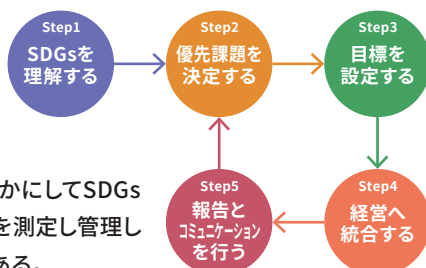 Step1
SDGsを
理解する
Step2
優先課題を
決定する
Step3
目標を
設定する
かにしてSDGs
を測定し管理し
ある。
Step5
報告と
コミュニケーション
を行う
Step4
経営へ
統合する